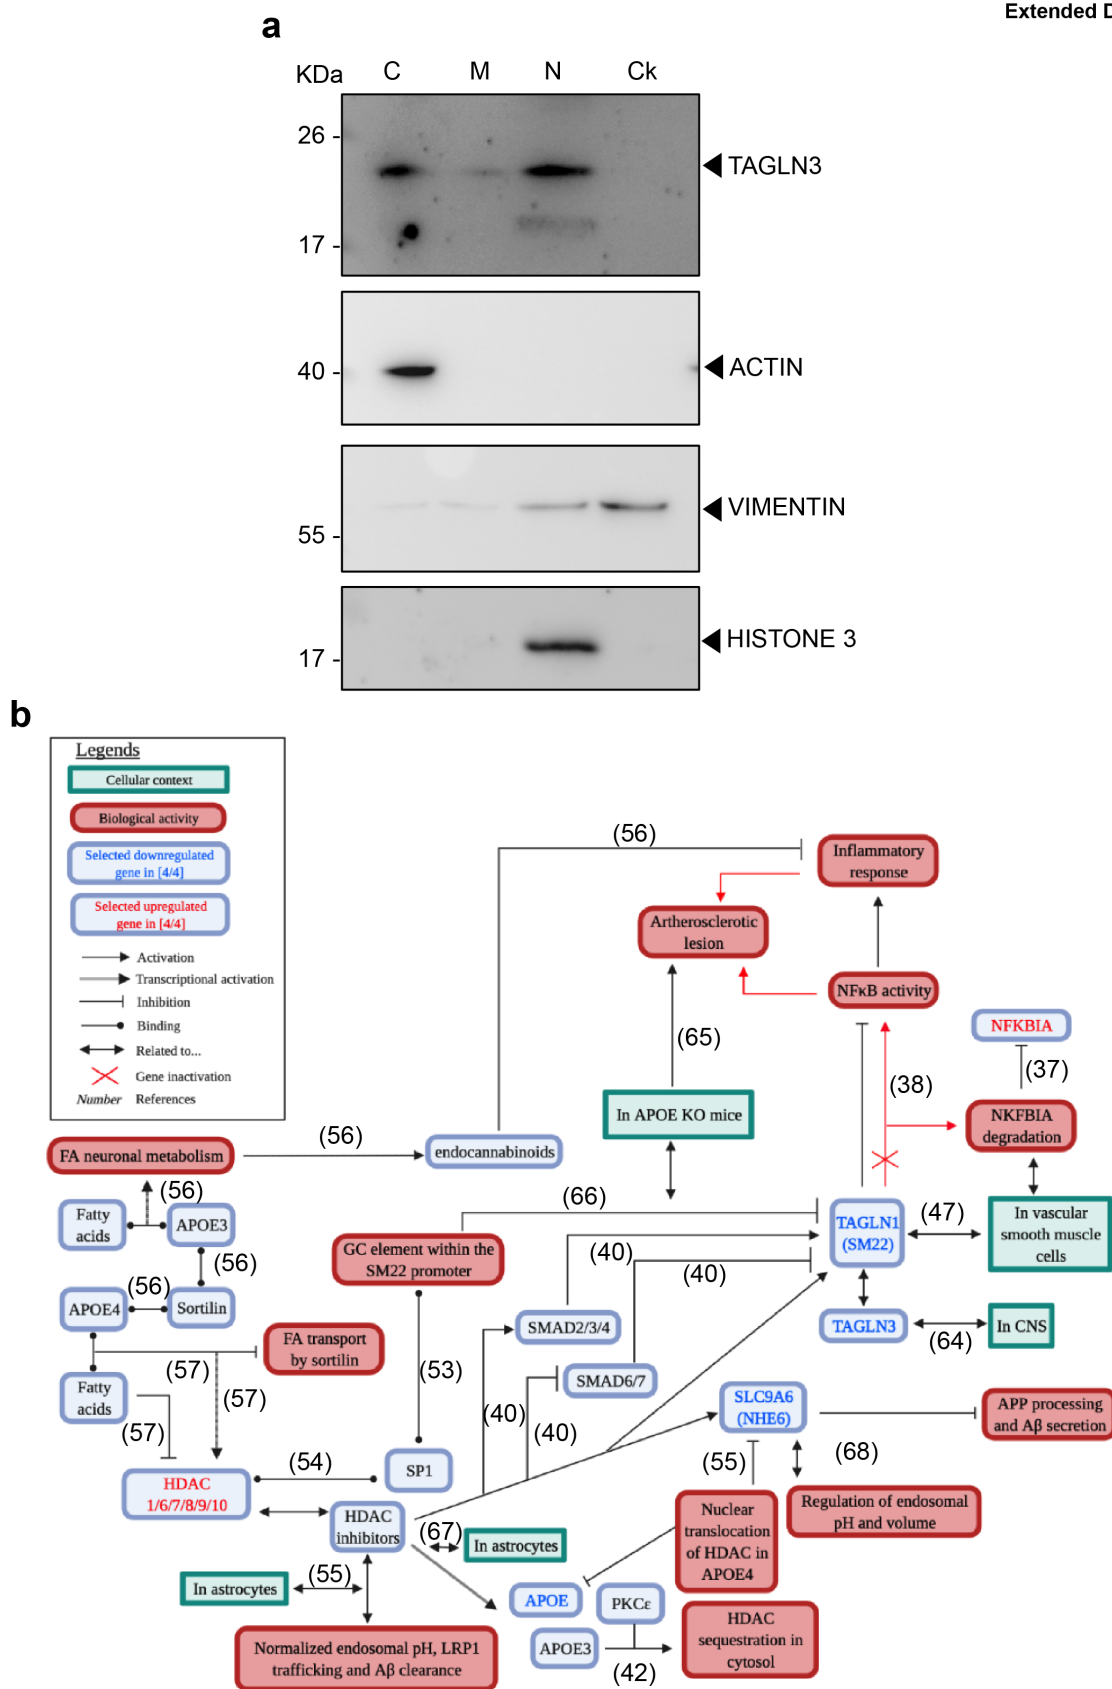 Extended D
a
KDa C M N Ck
26 -
TAGLN3
17 -
40 -
ACTIN
VIMENTIN
55 -
HISTONE 3
17 -
b
Legends
Cellular context
Biological activity
Selected downregulated
gene in [4/4]
Selected upregulated
gene in [4/4]
Activation
Transcriptional activation
Inhibition
Binding
Related to...
Gene inactivation
Number References
(56)
Inflammatory
response
Artherosclerotic
lesion
NFκB activity
NFKBIA
(65)
(38)
(37)
In APOE KO mice
NKFBIA
degradation
FA neuronal metabolism
(56)
endocannabinoids
(56)
Fatty
acids
APOE3
(66)
TAGLN1
(SM22)
(47)
In vascular
smooth muscle
cells
GC element within the
SM22 promoter
(40)
(40)
(56)
(56)
APOE4
Sortilin
SMAD2/3/4
TAGLN3
(64)
In CNS
FA transport
by sortilin
(57)
(57)
(53)
SMAD6/7
Fatty
acids
(57)
SLC9A6
(NHE6)
APP processing
and Aβ secretion
(40)
(40)
(54)
SP1
(55)
(68)
HDAC
1/6/7/8/9/10
HDAC
inhibitors
Nuclear
translocation
of HDAC in
APOE4
Regulation of endosomal
pH and volume
(67)
In astrocytes
(55)
In astrocytes
APOE
PKCε
HDAC
sequestration in
cytosol
Normalized endosomal pH, LRP1
trafficking and Aβ clearance
APOE3
(42)